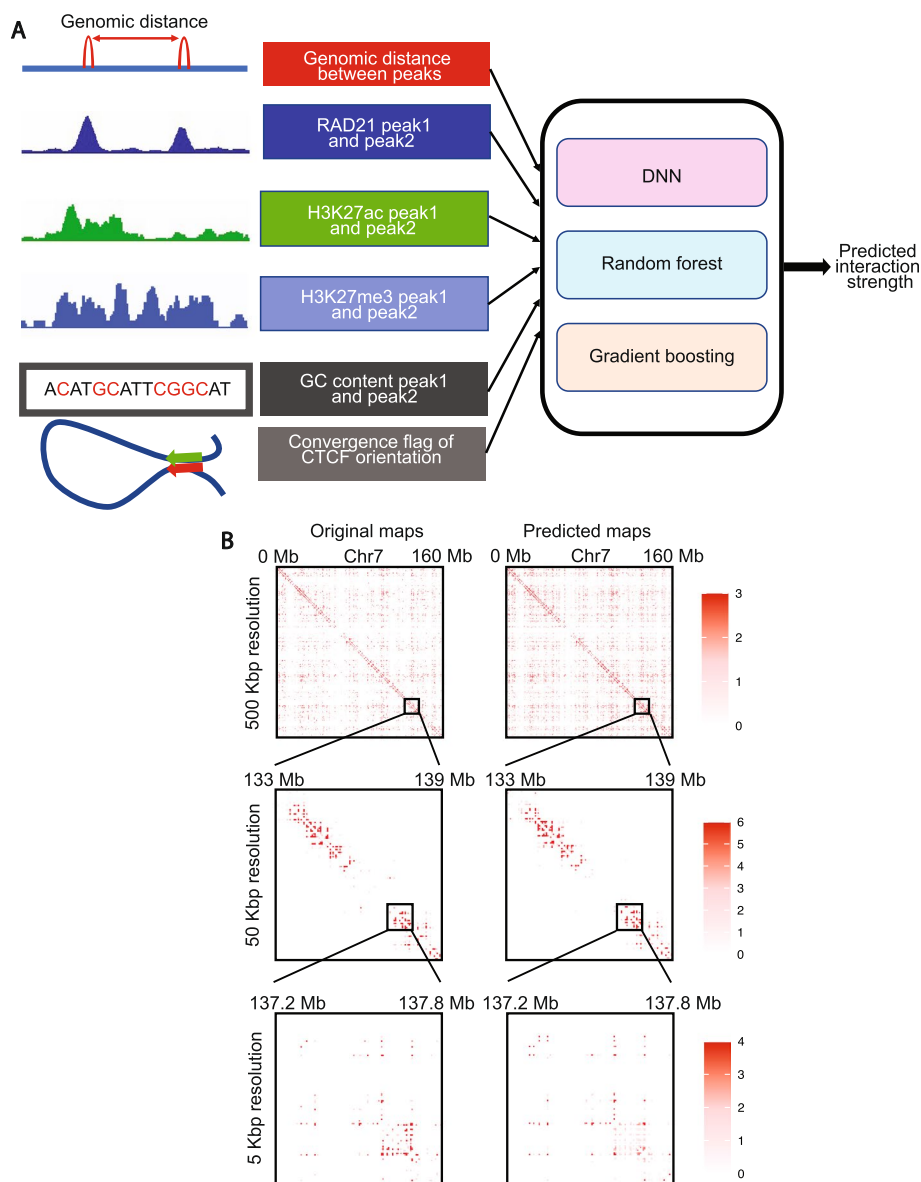 A
Genomic distance
Genomic distance
between peaks
RAD21 peak1
and peak2
H3K27ac peak1
and peak2
H3K27me3 peak1
and peak2
ACATGCATTCGGCAT
GC content peak1
and peak2
Convergence flag of
CTCF orientation
DNN
Random forest
Gradient boosting
Predicted
interaction
strength
B
Original maps
Predicted maps
0 Mb Chr7 160 Mb
0 Mb Chr7 160 Mb
500 Kbp resolution
3
2
1
0
133 Mb 139 Mb
133 Mb 139 Mb
50 Kbp resolution
6
5
4
3
2
1
0
137.2 Mb 137.8 Mb
137.2 Mb 137.8 Mb
5 Kbp resolution
4
3
2
1
0